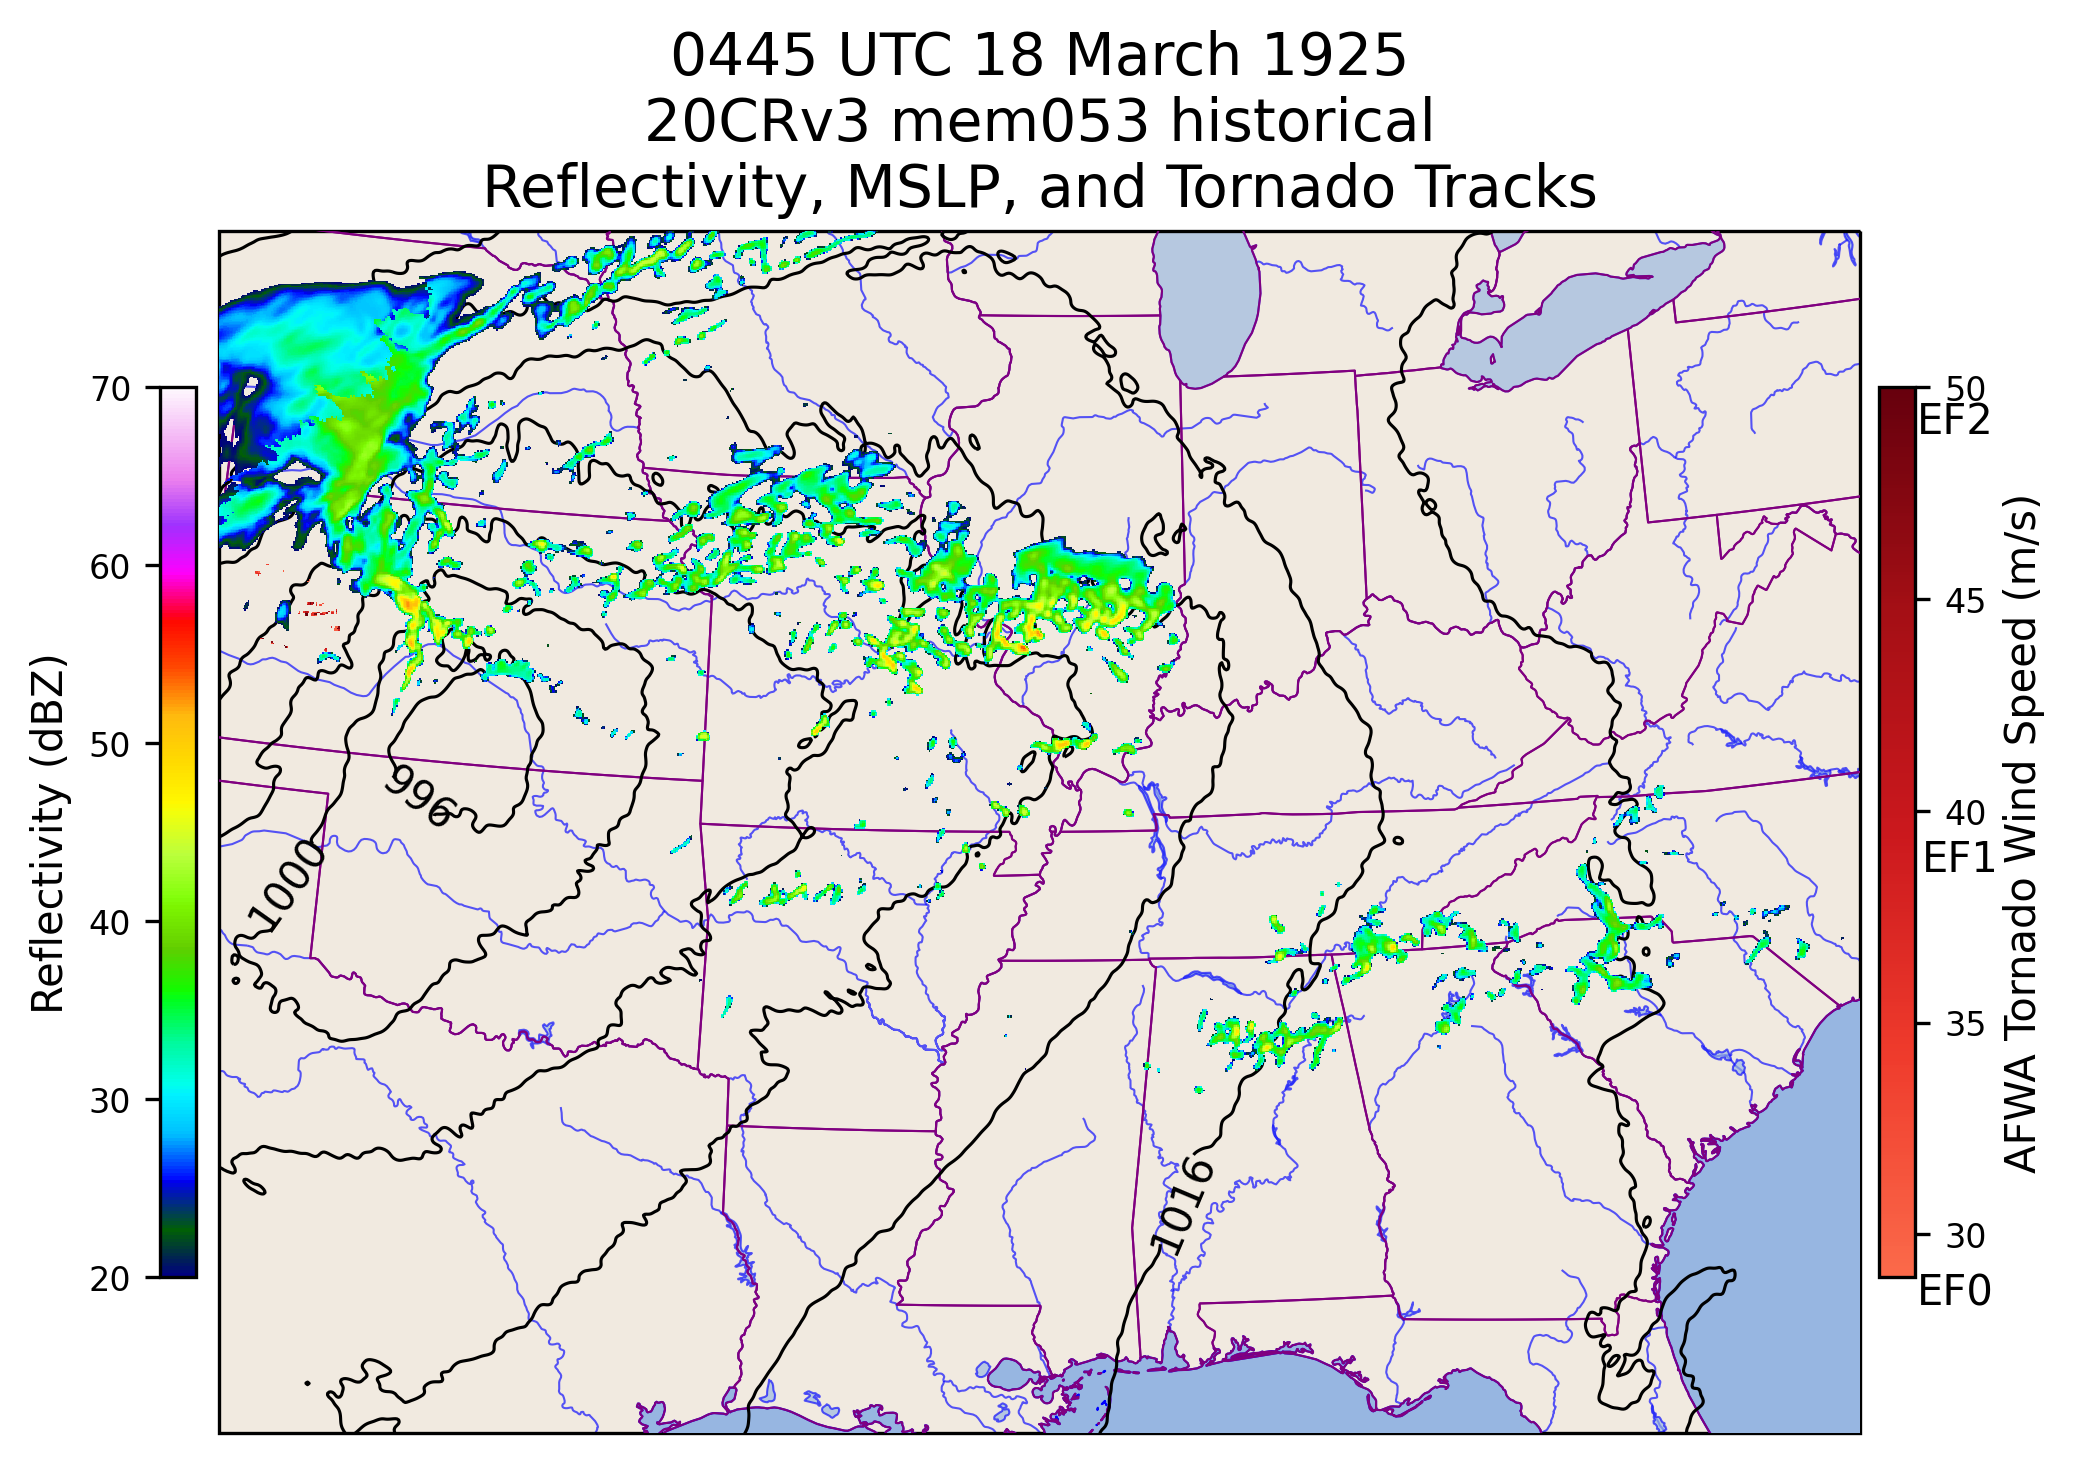 0445 UTC 18 March 1925
20CRv3 mem053 historical
Reflectivity, MSLP, and Tornado Tracks
70
60
50
40
30
20
Reflectivity (dBZ)
996
1000
1016
50
EF2
45
40
EF1
35
30
EF0
AFWA Tornado Wind Speed (m/s)